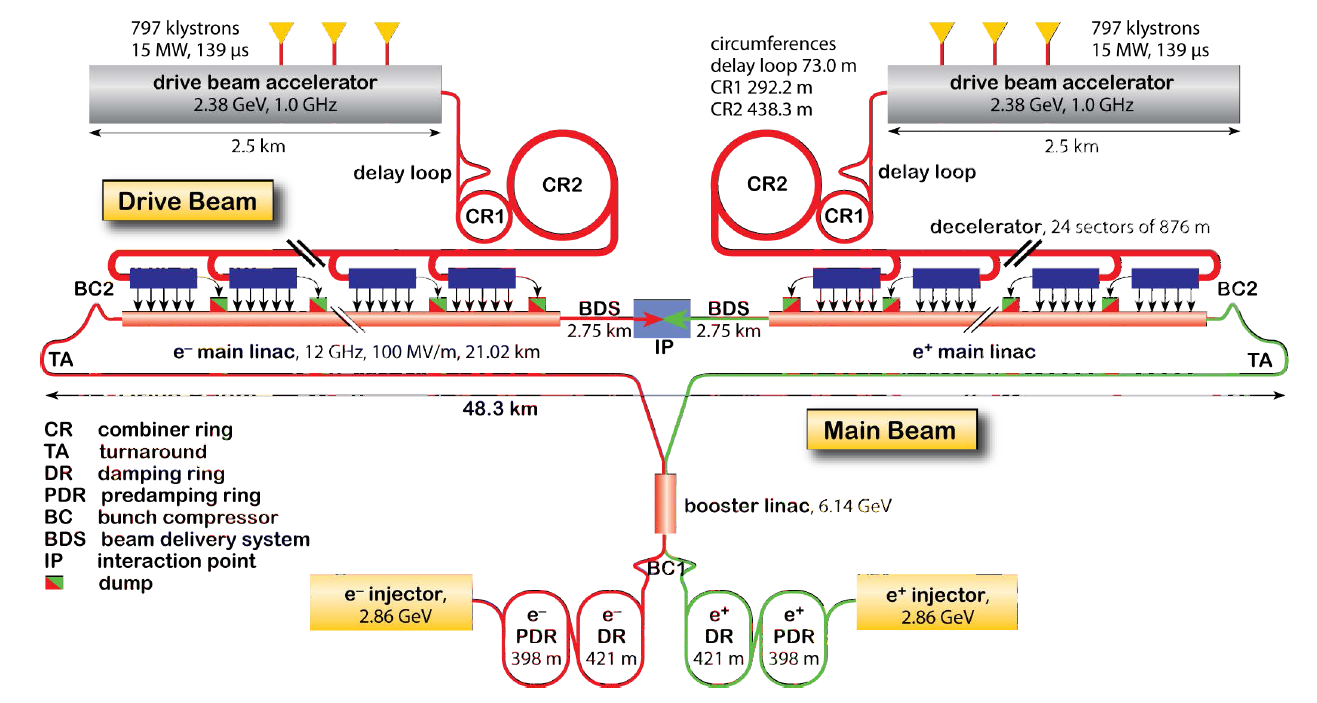 797 klystrons
15 MW, 139 μs
drive beam accelerator
2.38 GeV, 1.0 GHz
2.5 km
delay loop
CR1
CR2
Drive Beam
circumferences
delay loop 73.0 m
CR1 292.2 m
CR2 438.3 m
797 klystrons
15 MW, 139 μs
drive beam accelerator
2.38 GeV, 1.0 GHz
2.5 km
CR2
CR1
delay loop
decelerator, 24 sectors of 876 m
BC2
TA
e– main linac, 12 GHz, 100 MV/m, 21.02 km
BDS
2.75 km
IP
BDS
2.75 km
e+ main linac
BC2
TA
48.3 km
Main Beam
CR combiner ring
TA turnaround
DR damping ring
PDR predamping ring
BC bunch compressor
BDS beam delivery system
IP interaction point
dump
booster linac, 6.14 GeV
BC1
e– injector,
2.86 GeV
e–
PDR
398 m
e–
DR
421 m
e+
DR
421 m
e+
PDR
398 m
e+ injector,
2.86 GeV